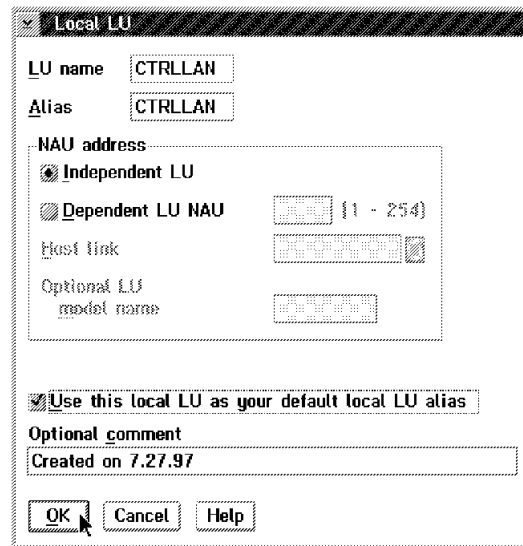 Local LU
LU name CTRLLAN
Alias CTRLLAN
NAU address
Independent LU
Dependent LU NAU (1 - 254)
Host link
Optional LU
model name
Use this local LU as your default local LU alias
Optional comment
Created on 7.27.97
OK Cancel Help